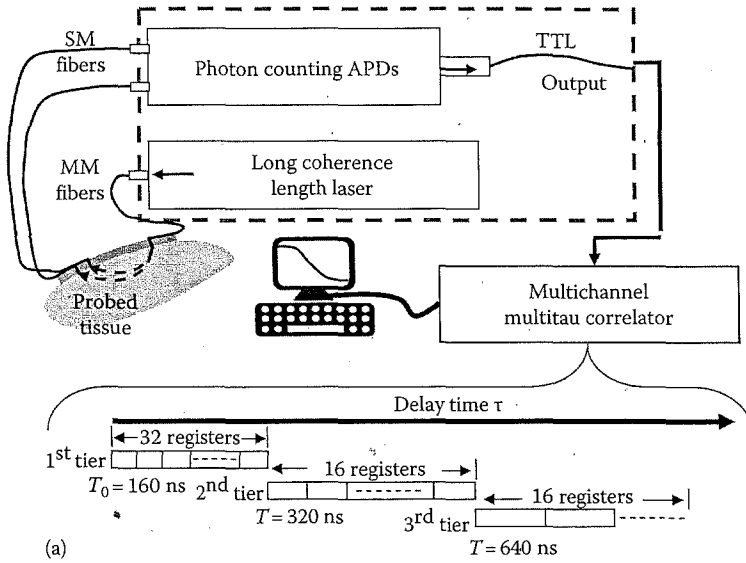 SM
fibers
Photon counting APDs
TTL
Output
MM
fibers
Long coherence
length laser
Probed
tissue
Multichannel
multitau correlator
Delay time τ
32 registers
1st tier
T0 = 160 ns
16 registers
2nd tier
T = 320 ns
16 registers
3rd tier
T = 640 ns
(a)